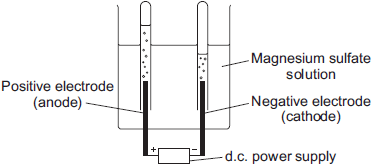 Magnesium sulfate
solution
Positive electrode
(anode)
Negative electrode
(cathode)
+
−
d.c. power supply